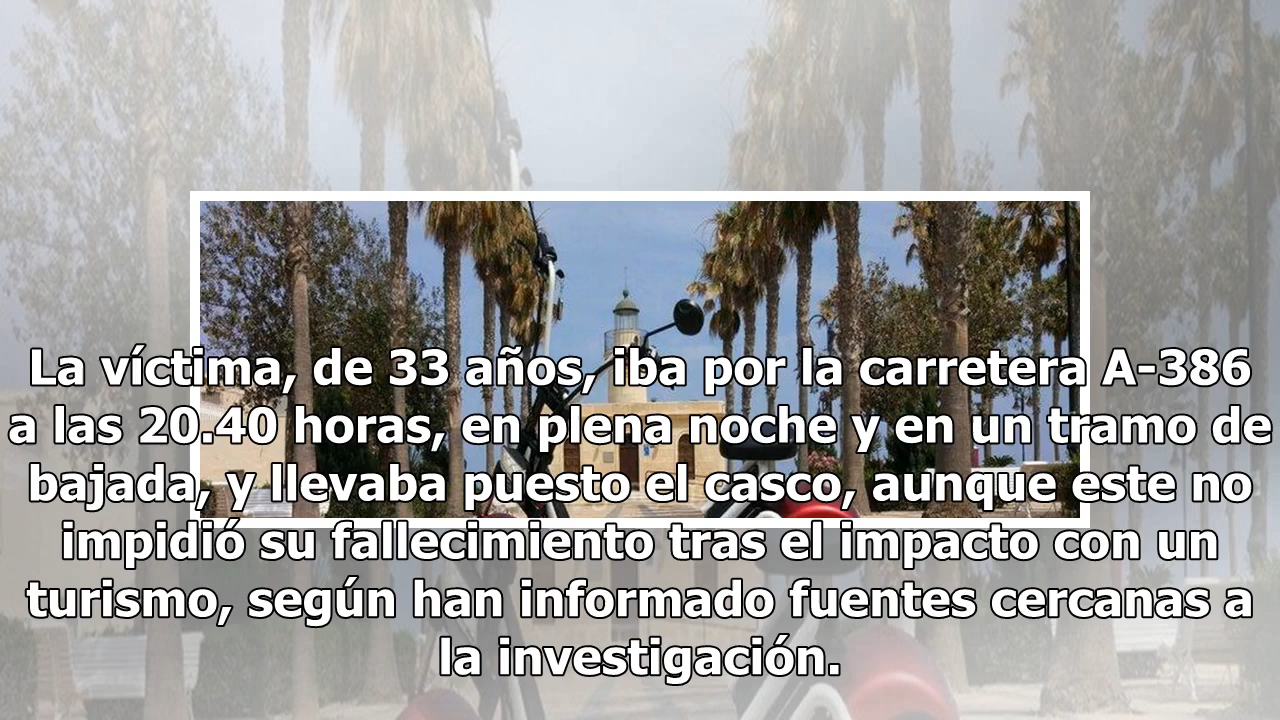 La víctima, de 33 años, iba por la carretera A-386
a las 20.40 horas, en plena noche y en un tramo de
bajada, y llevaba puesto el casco, aunque este no
impidió su fallecimiento tras el impacto con un
turismo, según han informado fuentes cercanas a
la investigación.